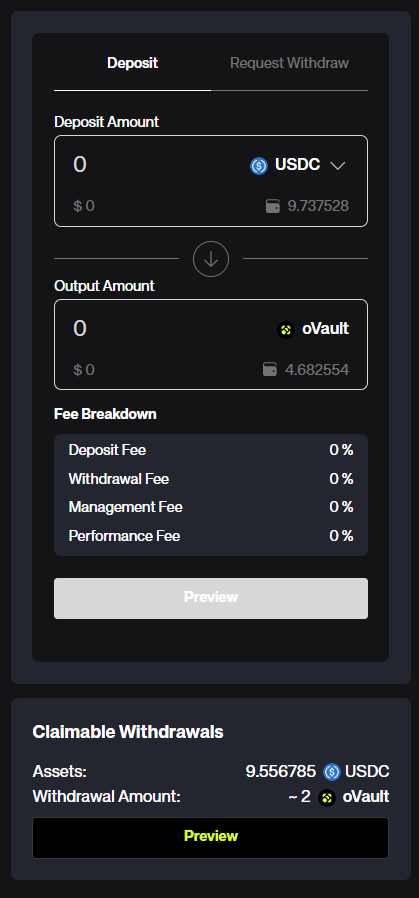 Deposit Request Withdraw
Deposit Amount
0 USDC
$ 0 9.737528
Output Amount
0 oVault
$ 0 4.682554
Fee Breakdown
Deposit Fee 0 %
Withdrawal Fee 0 %
Management Fee 0 %
Performance Fee 0 %
Preview
Claimable Withdrawals
Assets: 9.556785 USDC
Withdrawal Amount: ~ 2 oVault
Preview